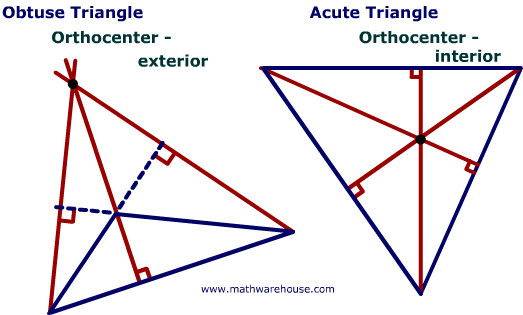 Obtuse Triangle
Orthocenter -
exterior
Acute Triangle
Orthocenter -
interior
www.mathwarehouse.com